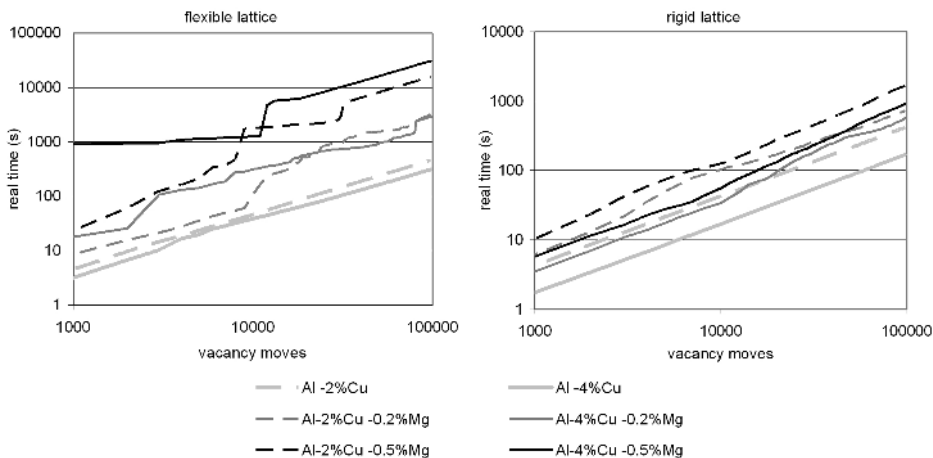 flexible lattice
100000
10000
1000
100
10
1
real time (s)
1000
10000
100000
vacancy moves
rigid lattice
10000
1000
100
10
1
real time (s)
1000
10000
100000
vacancy moves
Al -2%Cu
Al -4%Cu
Al-2%Cu -0.2%Mg
Al-4%Cu -0.2%Mg
Al-2%Cu -0.5%Mg
Al-4%Cu -0.5%Mg